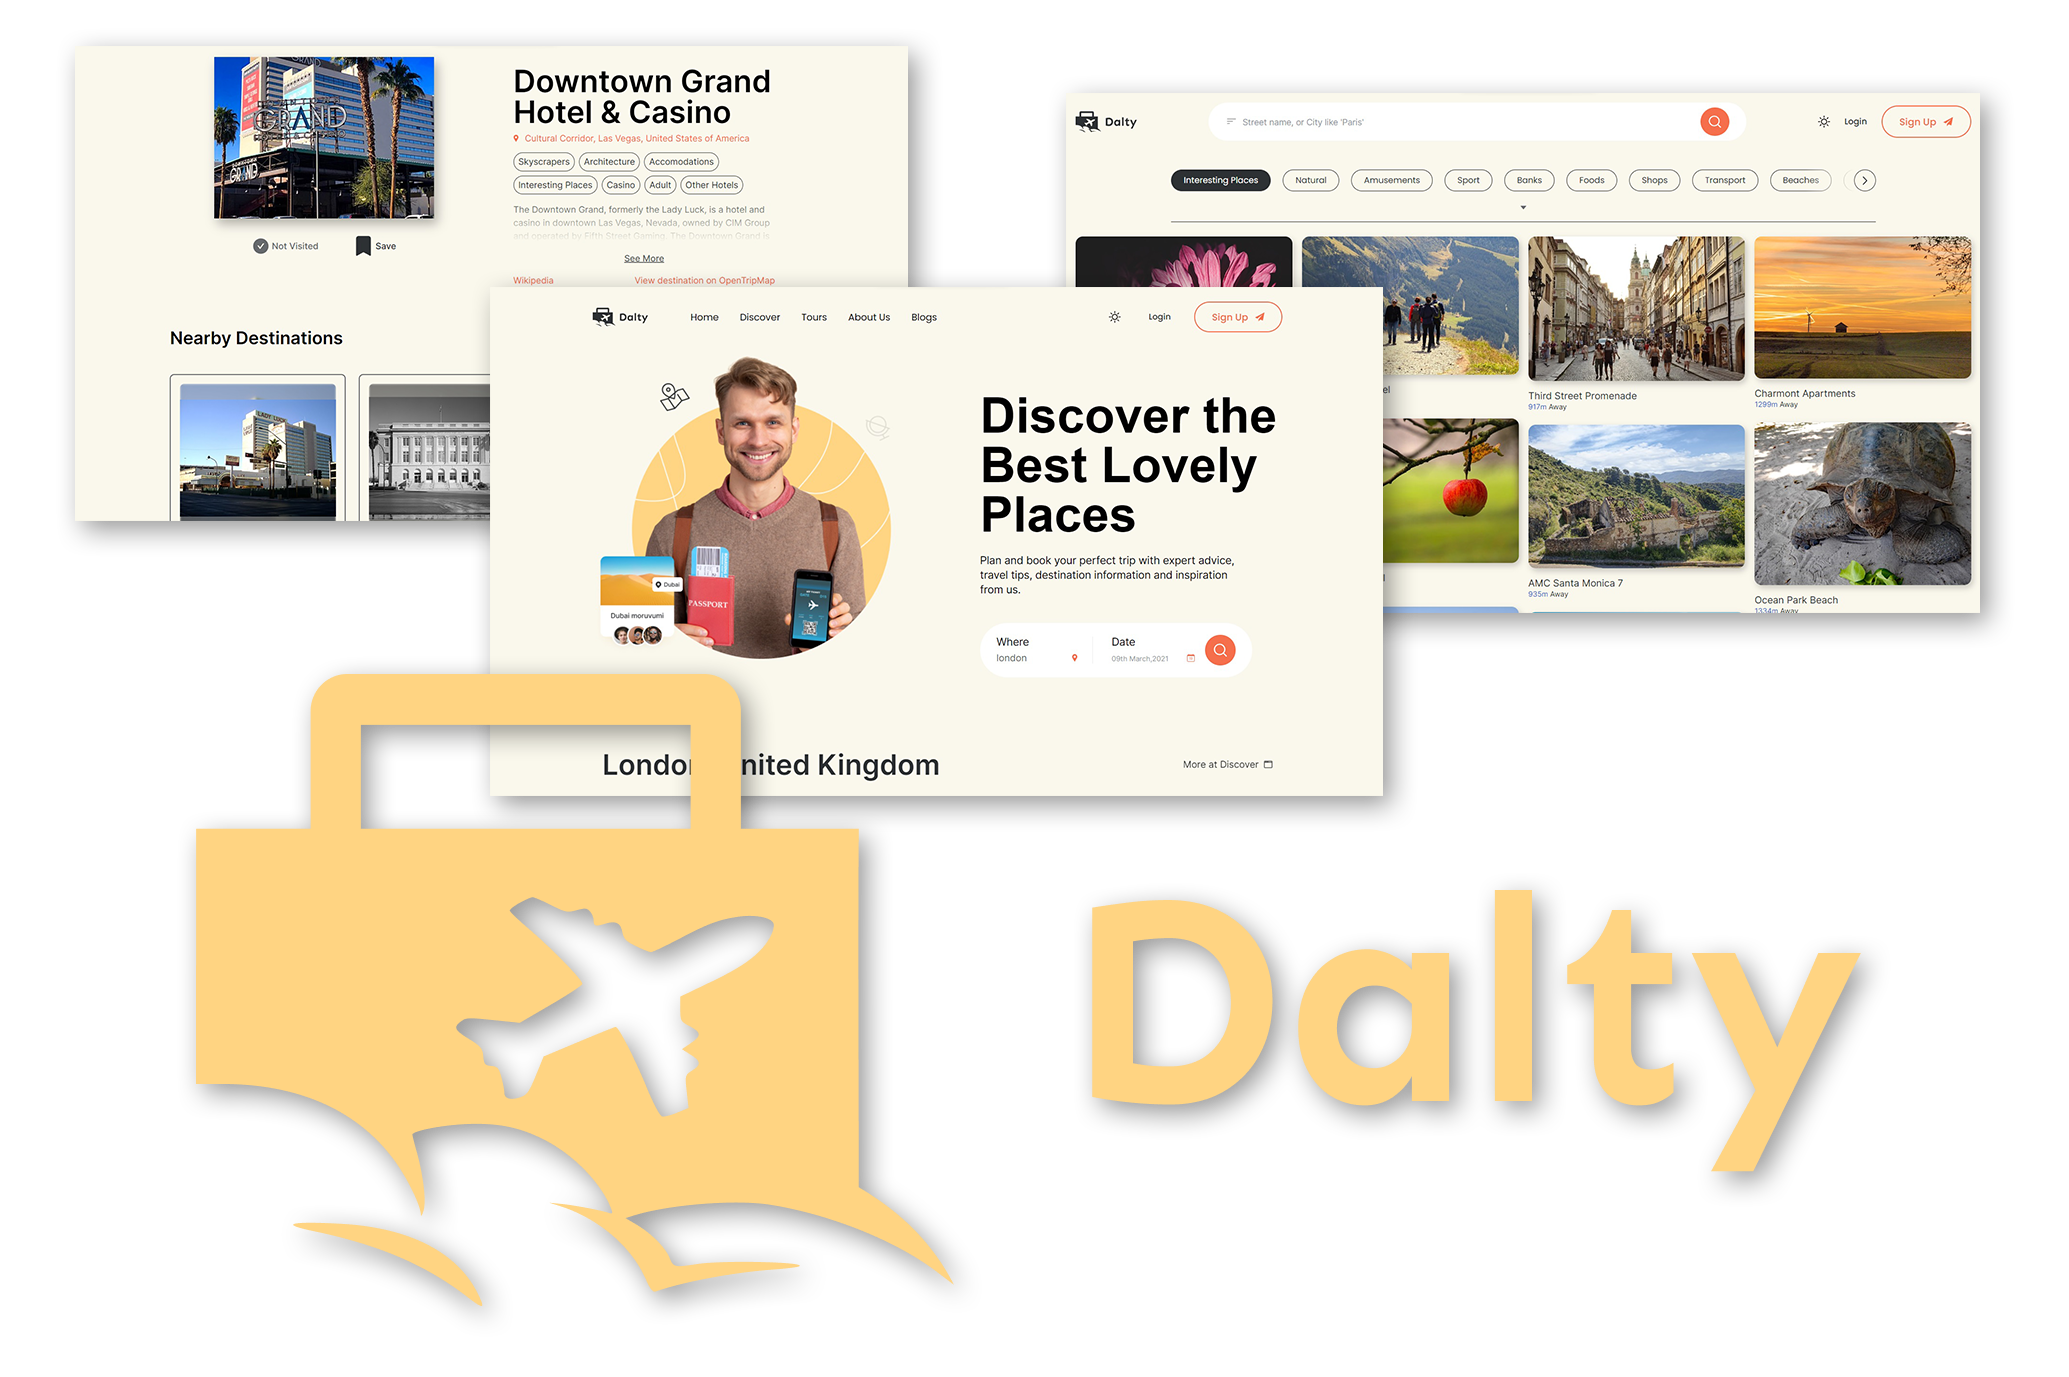 Downtown Grand
Hotel & Casino
Cultural Corridor, Las Vegas, United States of America
Skyscrapers Architecture Accomodations
Interesting Places Casino Adult Other Hotels
The Downtown Grand, formerly the Lady Luck, is a hotel and
casino in downtown Las Vegas, Nevada, owned by CIM Group
and operated by Fifth Street Gaming. The Downtown Grand is
See More
Wikipedia View destination on OpenTripMap
GRAND
GRAND
Not Visited Save
Nearby Destinations
LADY LUCK
Dalty
Street name, or City like 'Paris'
Login
Sign Up
Interesting Places Natural Amusements Sport Banks Foods Shops Transport Beaches
el
Third Street Promenade
917m Away
Charmont Apartments
1299m Away
AMC Santa Monica 7
935m Away
Ocean Park Beach
1334m Away
Dalty Home Discover Tours About Us Blogs Login Sign Up
Discover the
Best Lovely
Places
Plan and book your perfect trip with expert advice,
travel tips, destination information and inspiration
from us.
Where Date
london 09th March,2021
Dubai
Dubai moruvumi
PASSPORT
London nited Kingdom
More at Discover
Dalty